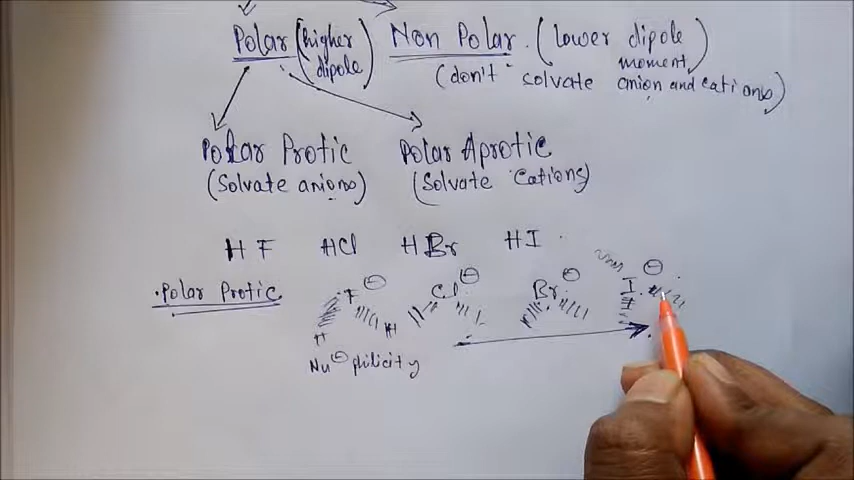 Polar (higher dipole) Non Polar. (lower dipole moment)
(don't solvate anion and cations)
Polar Protic Polar Aprotic
(Solvate anions) (Solvate Cations)
HF HCl HBr HI
.Polar Protic F⊖ Cl⊖ Br⊖ I⊖
H H
Nu⊖philicity